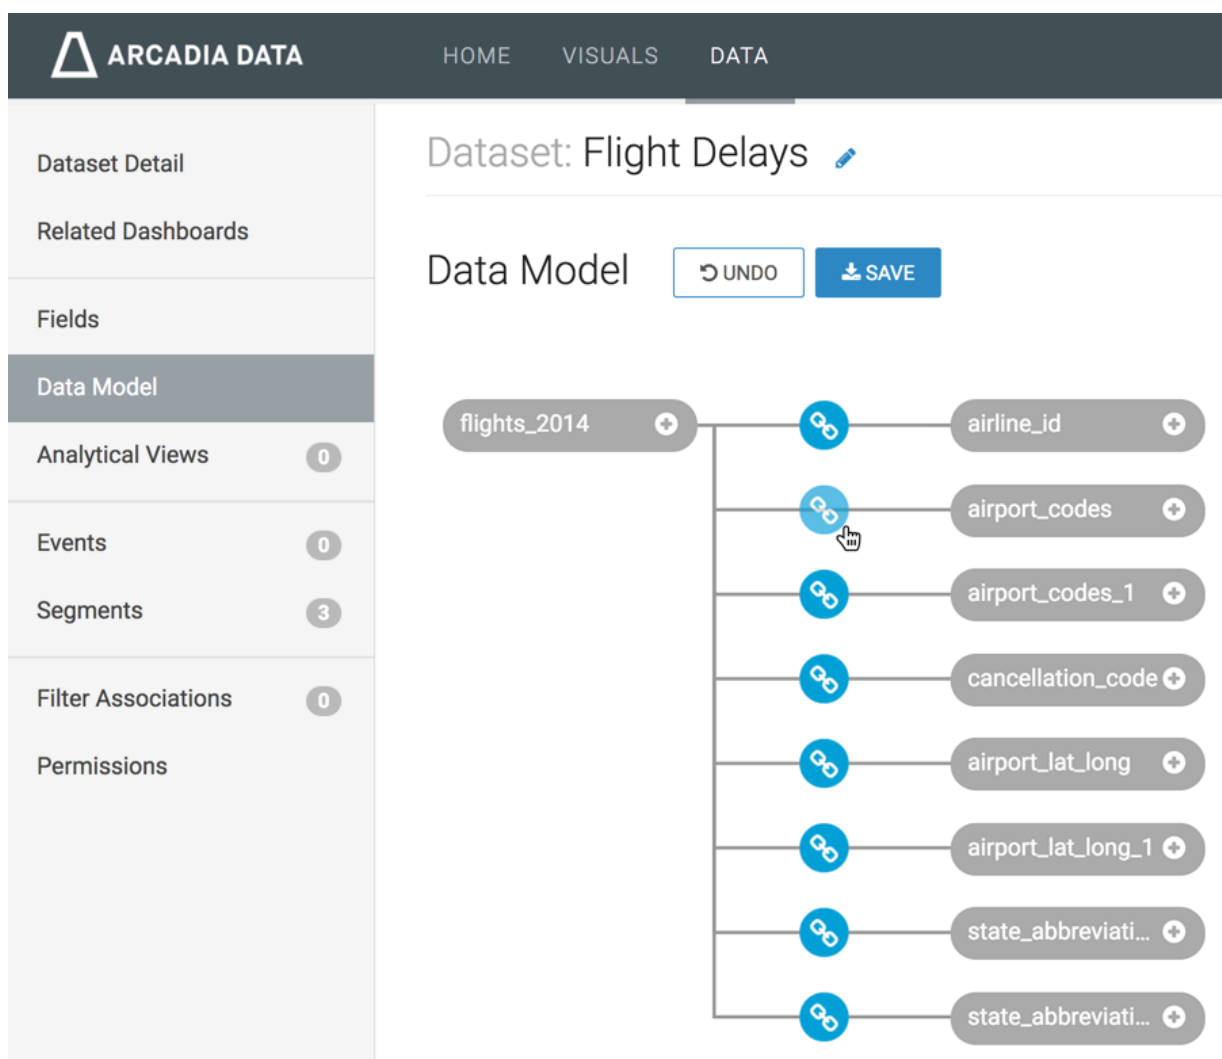 ARCADIA DATA
HOME VISUALS DATA
Dataset Detail
Related Dashboards
Fields
Data Model
Analytical Views 0
Events 0
Segments 3
Filter Associations 0
Permissions
Dataset: Flight Delays
Data Model UNDO SAVE
flights_2014
airline_id
airport_codes
airport_codes_1
cancellation_code
airport_lat_long
airport_lat_long_1
state_abbreviati...
state_abbreviati...